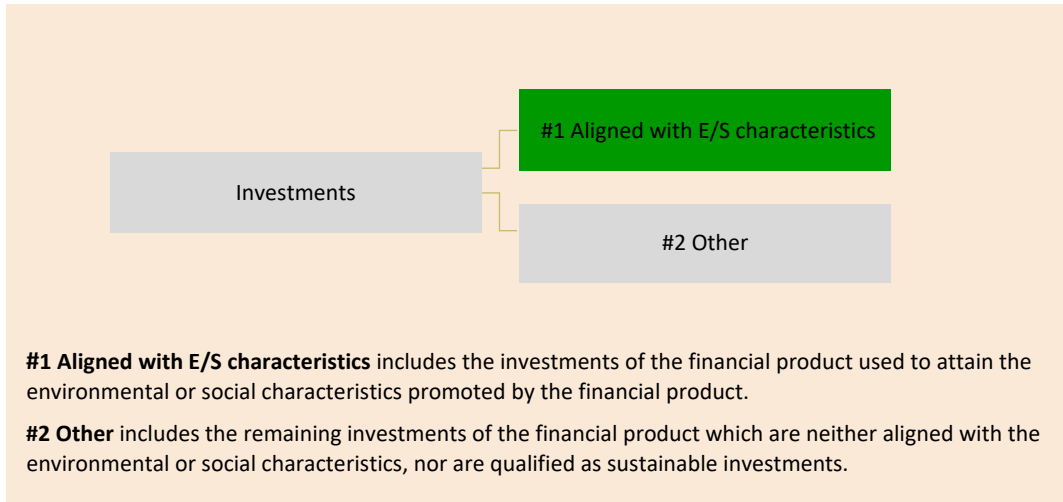 #1 Aligned with E/S characteristics
Investments
#2 Other
#1 Aligned with E/S characteristics includes the investments of the financial product used to attain the
environmental or social characteristics promoted by the financial product.
#2 Other includes the remaining investments of the financial product which are neither aligned with the
environmental or social characteristics, nor are qualified as sustainable investments.